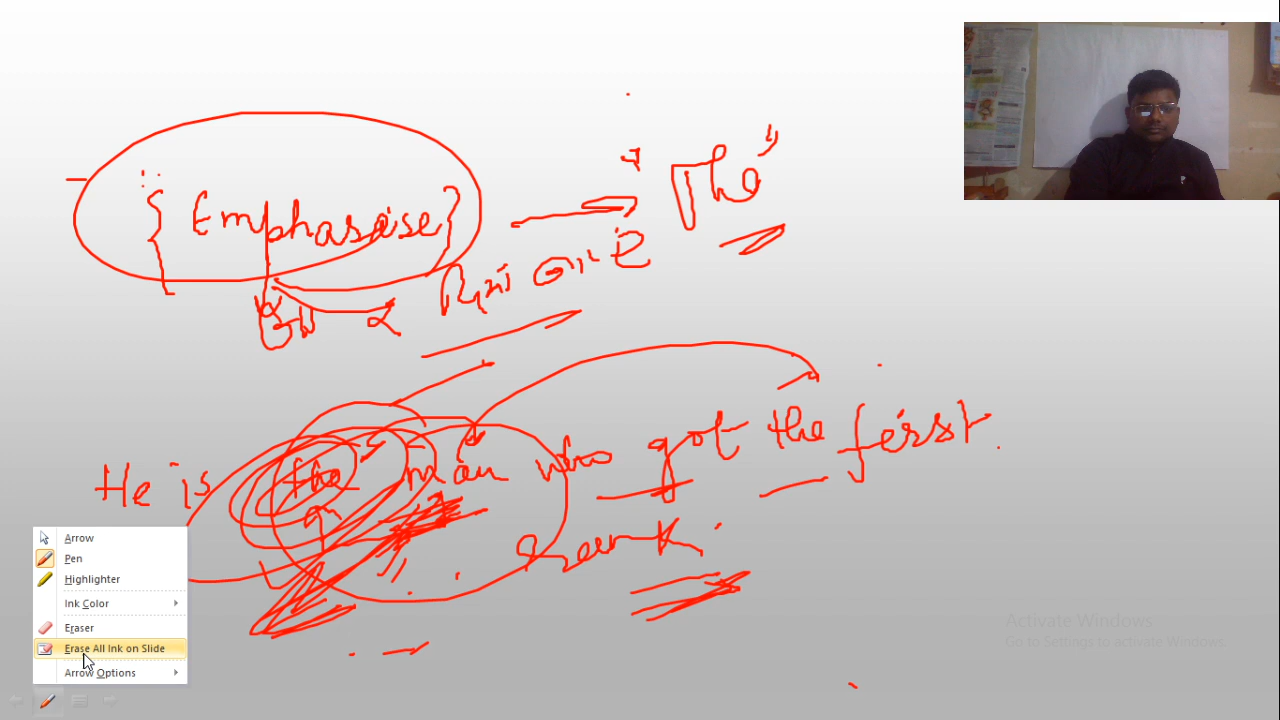 { Emphasise }
"The"
He is "the" man who got the first
rank.
Arrow
Pen
Highlighter
Ink Color
Eraser
Erase All Ink on Slide
Arrow Options
Activate Windows
Go to Settings to activate Windows.